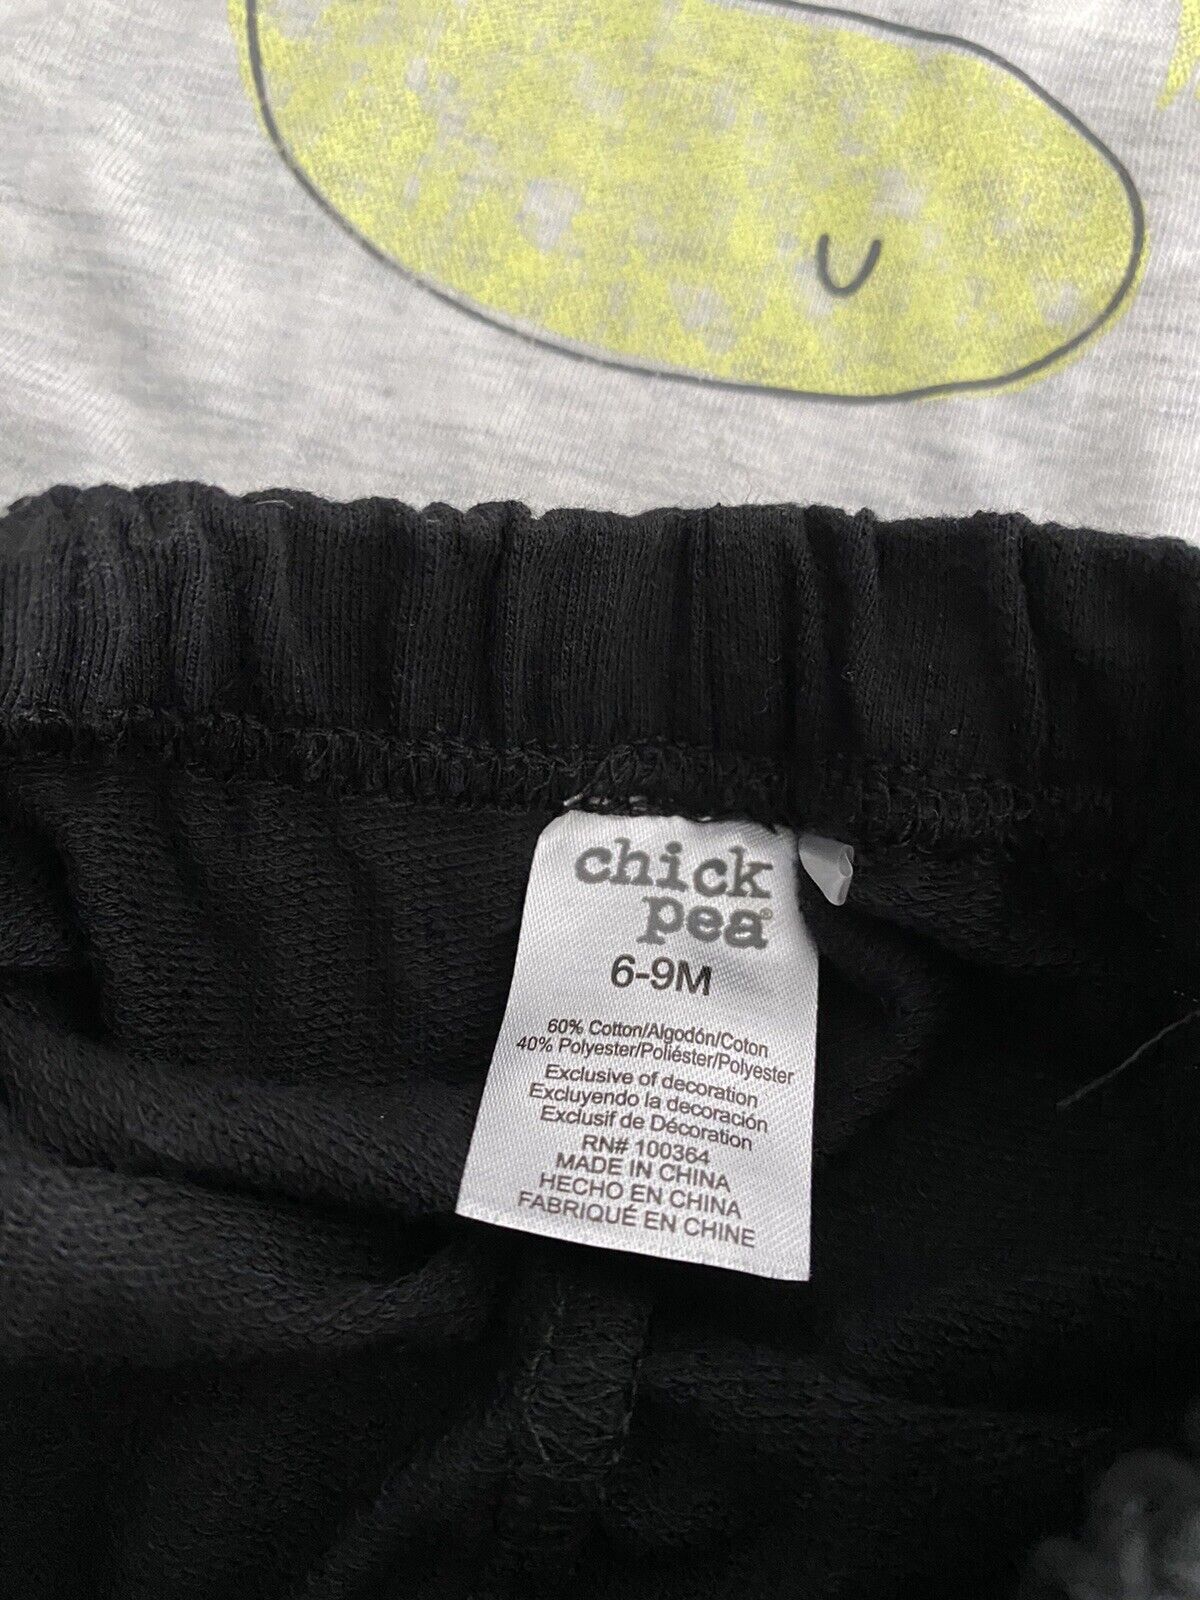 chick
pea®
6-9M
60% Cotton/Algodón/Coton
40% Polyester/Poliéster/Polyester
Exclusive of decoration
Excluyendo la decoración
Exclusif de Décoration
RN# 100364
MADE IN CHINA
HECHO EN CHINA
FABRIQUÉ EN CHINE